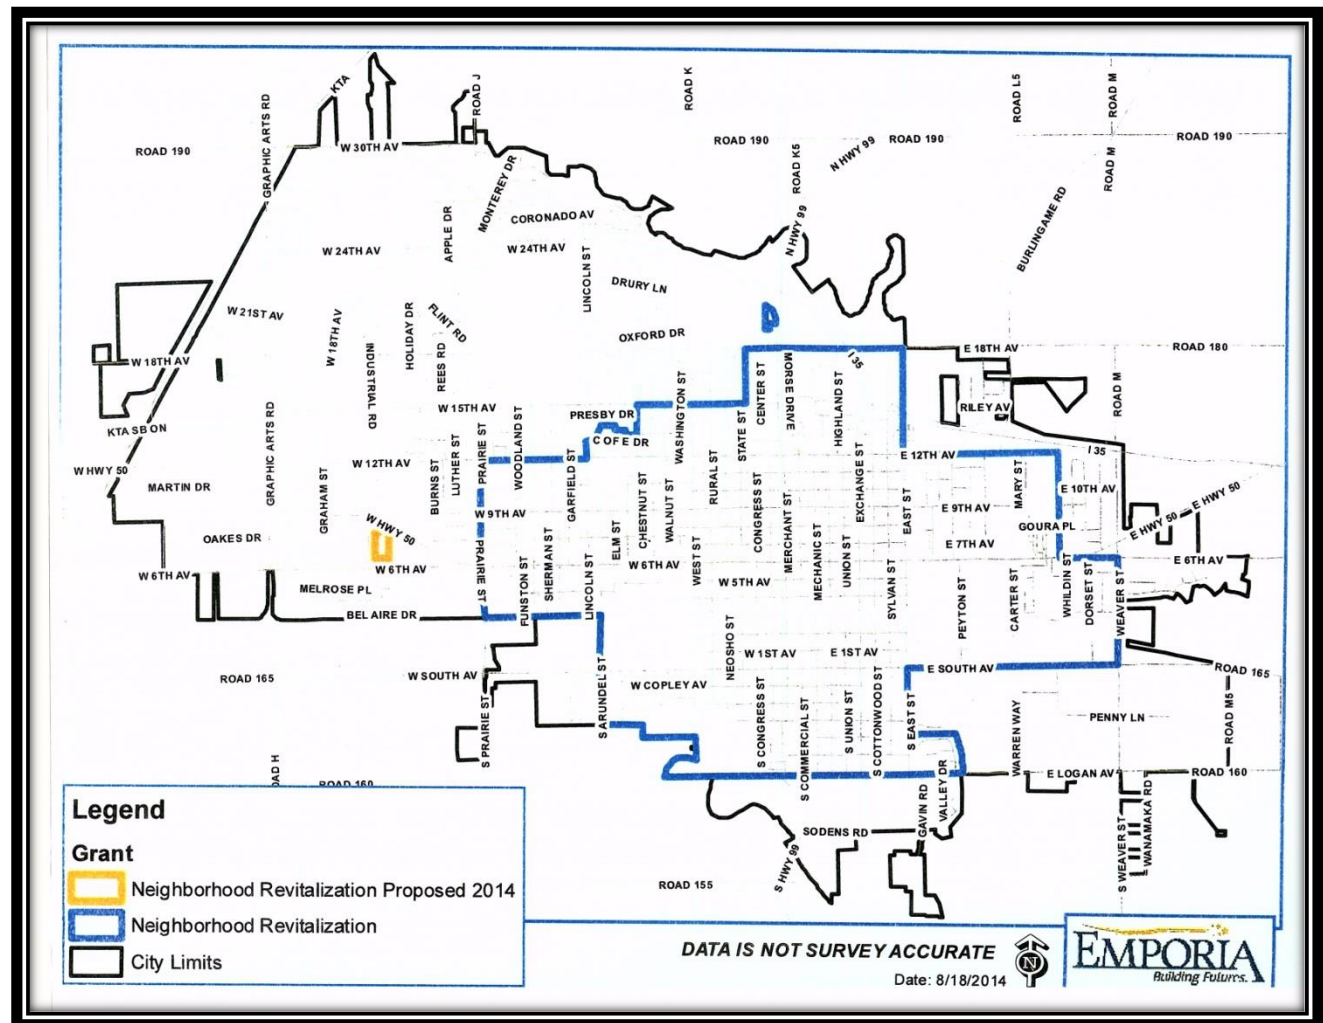 KTA
ROAD J
ROAD K
ROAD L5
ROAD M
GRAPHIC ARTS RD
ROAD 190
W 30TH AV
ROAD 190
N HWY 99
ROAD 190
ROAD 190
ROAD K5
ROAD M
MONTEREY DR
APPLE DR
CORONADO AV
N HWY 99
BURLINGAME RD
W 24TH AV
W 24TH AV
LINCOLN ST
DRURY LN
W 21ST AV
W 18TH AV
HOLIDAY DR
FLINT RD
OXFORD DR
W 18TH AV
INDUSTRIAL RD
REES RD
I 35
E 18TH AV
ROAD 180
CENTER ST
MORSE DRIVE
HIGHLAND ST
ROAD M
W 15TH AV
PRESBY DR
WASHINGTON ST
STATE ST
RILEY AV
KTA SB ON
GRAPHIC ARTS RD
LUTHER ST
PRAIRIE ST
WOODLAND ST
C OF E DR
W HWY 50
W 12TH AV
E 12TH AV
I 35
MARTIN DR
GRAHAM ST
BURNS ST
GARFIELD ST
RURAL ST
EXCHANGE ST
MARY ST
E 10TH AV
E HWY 50
W HWY 50
W 9TH AV
CHESTNUT ST
WALNUT ST
CONGRESS ST
MERCHANT ST
EAST ST
E 9TH AV
GOURA PL
E HWY 50
OAKES DR
PRAIRIE ST
SHERMAN ST
ELM ST
WEST ST
MECHANIC ST
UNION ST
E 7TH AV
W 6TH AV
W 6TH AV
W 6TH AV
E 6TH AV
MELROSE PL
FUNSTON ST
LINCOLN ST
W 5TH AV
SYLVAN ST
PEYTON ST
CARTER ST
WHILDIN ST
DORSET ST
WEAVER ST
BEL AIRE DR
NEOSHO ST
W 1ST AV
E 1ST AV
E SOUTH AV
ROAD 165
ROAD 165
W SOUTH AV
W COPLEY AV
S ARUNDEL ST
S PRAIRIE ST
S CONGRESS ST
S COMMERCIAL ST
S UNION ST
S COTTONWOOD ST
S EAST ST
WARREN WAY
PENNY LN
ROAD M5
ROAD 160
E LOGAN AV
ROAD 160
VALLEY DR
GAVIN RD
SODENS RD
S HWY 99
S WEAVER ST
WANAMAKA RD
ROAD 155
Legend
Grant
Neighborhood Revitalization Proposed 2014
Neighborhood Revitalization
City Limits
DATA IS NOT SURVEY ACCURATE
Date: 8/18/2014
N
EMPORIA
Building Futures.